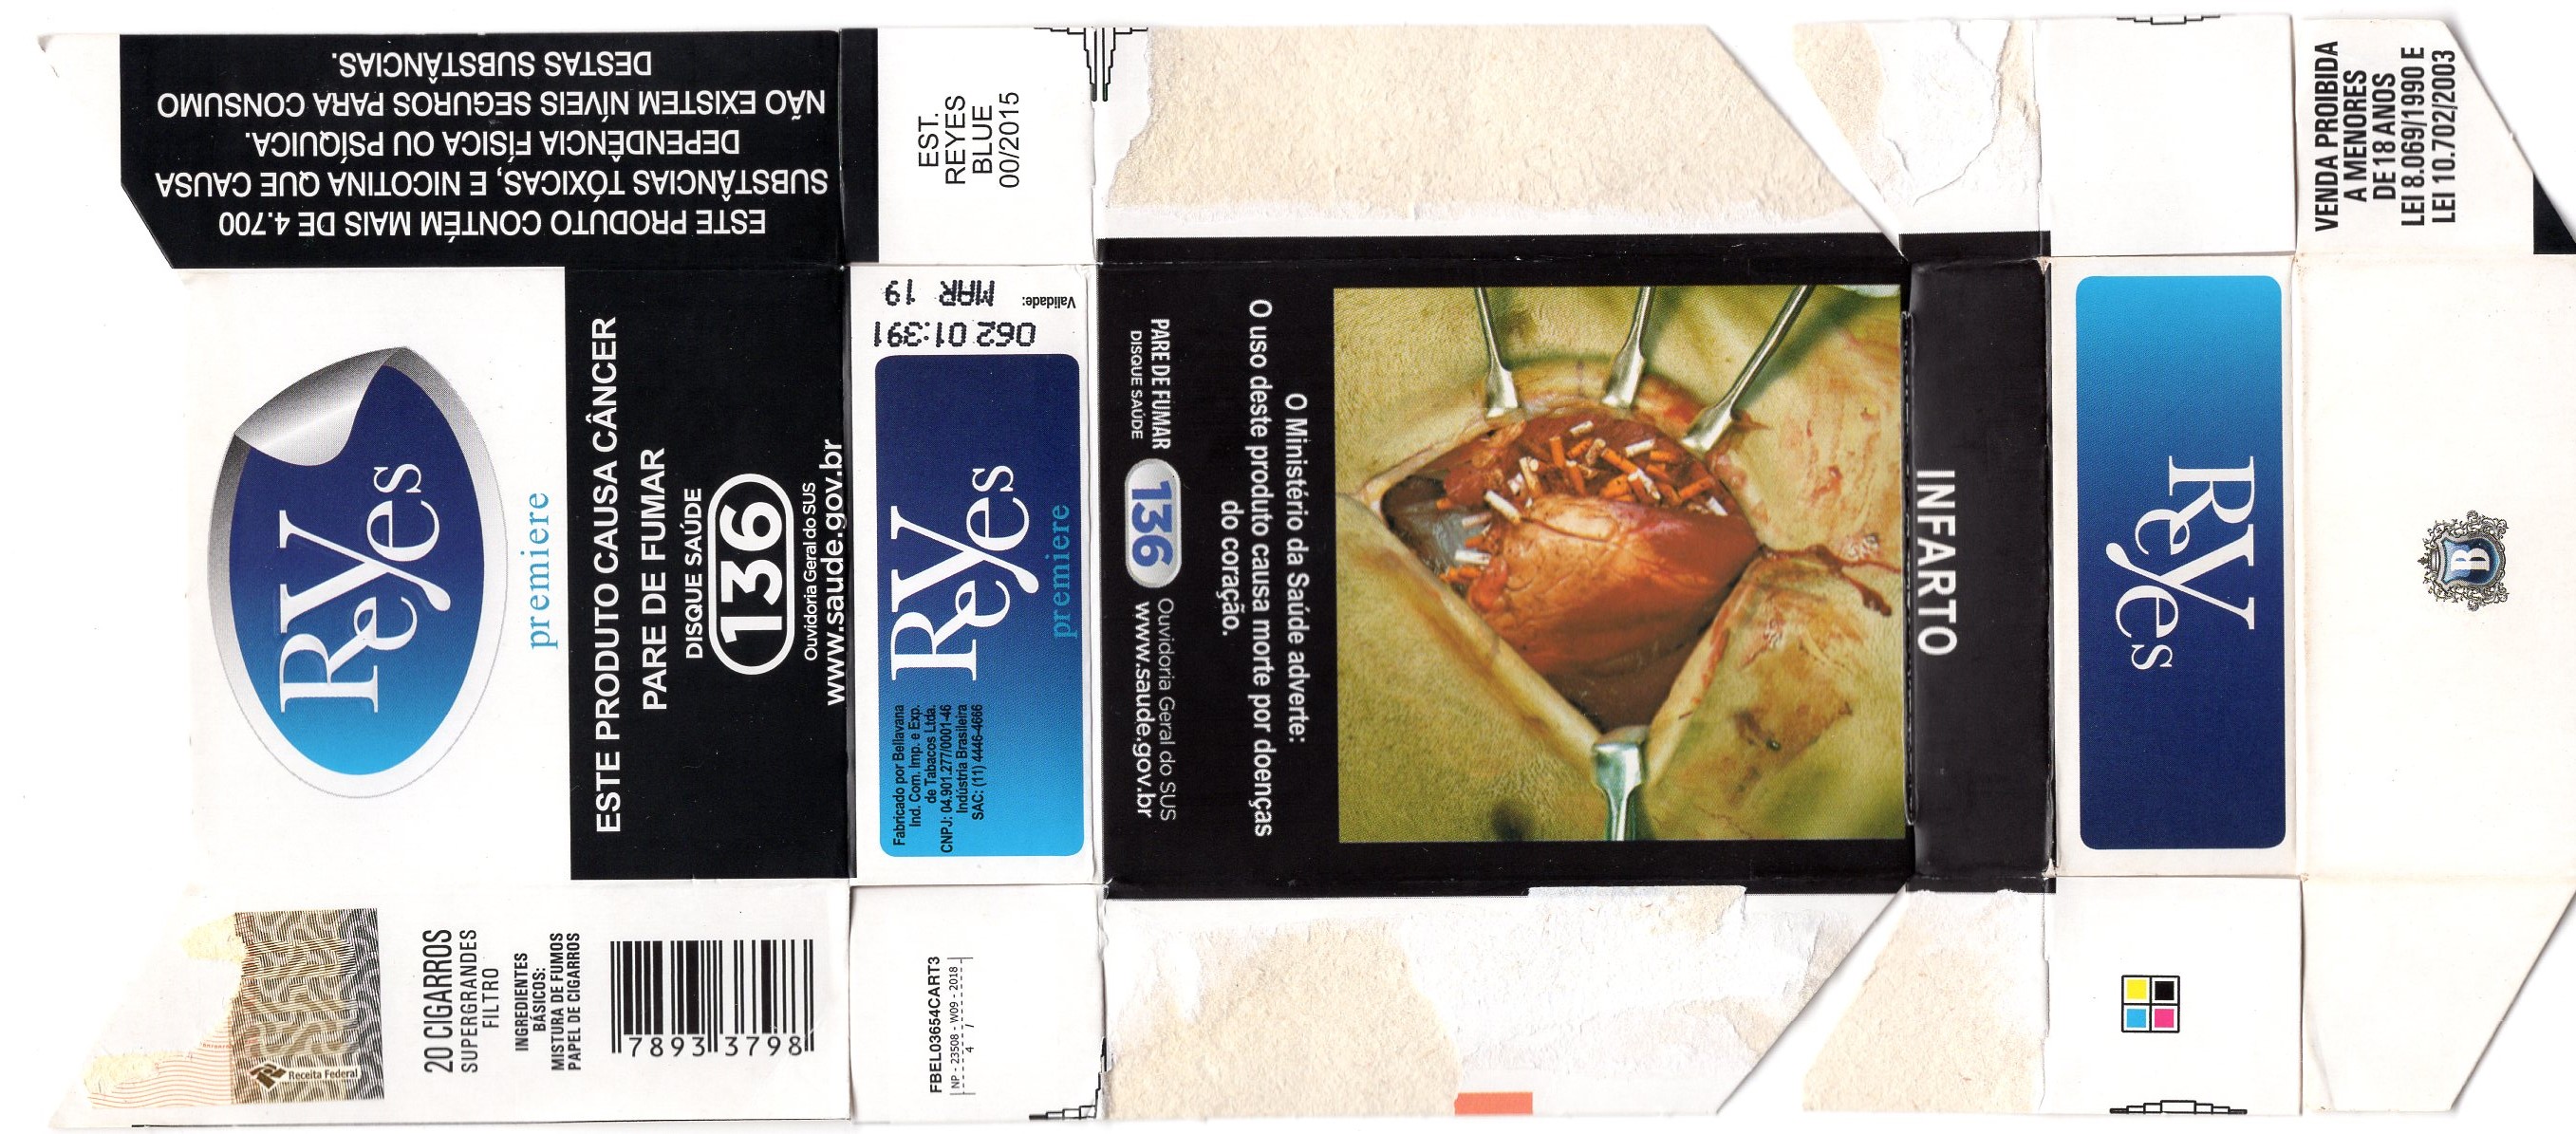 ESTE PRODUTO CONTÉM MAIS DE 4.700
SUBSTÂNCIAS TÓXICAS, E NICOTINA QUE CAUSA
DEPENDÊNCIA FÍSICA OU PSÍQUICA.
NÃO EXISTEM NÍVEIS SEGUROS PARA CONSUMO
DESTAS SUBSTÂNCIAS.
Reyes
premiere
ESTE PRODUTO CAUSA CÂNCER
PARE DE FUMAR
DISQUE SAÚDE
136
Ouvidoria Geral do SUS
www.saude.gov.br
Receita Federal
20 CIGARROS
SUPERGRANDES
FILTRO
INGREDIENTES
BÁSICOS:
MISTURA DE FUMOS
PAPEL DE CIGARROS
7893 3798
EST.
REYES
BLUE
00/2015
Validade:
MAR 19
062 01:391
Reyes
premiere
Fabricado por Bellavana
Ind. Com. Imp. e Exp.
de Tabacos Ltda.
CNPJ: 04.901.277/0001-46
Indústria Brasileira
SAC: (11) 4446-4666
FBEL03654CART3
NP - 23508 - W09 - 2018
4 /
INFARTO
O Ministério da Saúde adverte:
O uso deste produto causa morte por doenças
do coração.
PARE DE FUMAR
DISQUE SAÚDE
136
Ouvidoria Geral do SUS
www.saude.gov.br
Reyes
VENDA PROIBIDA
A MENORES
DE 18 ANOS
LEI 8.069/1990 E
LEI 10.702/2003
B